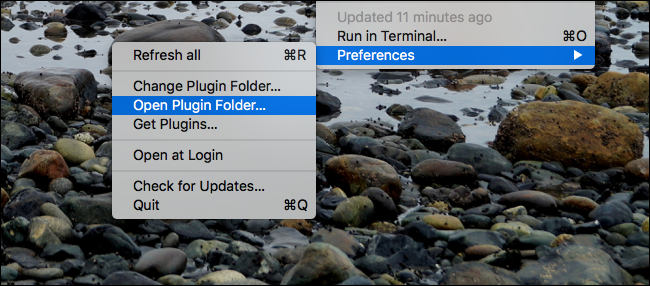 Updated 11 minutes ago
Run in Terminal... ⌘O
Preferences ▶
Refresh all ⌘R
Change Plugin Folder...
Open Plugin Folder...
Get Plugins...
Open at Login
Check for Updates...
Quit ⌘Q